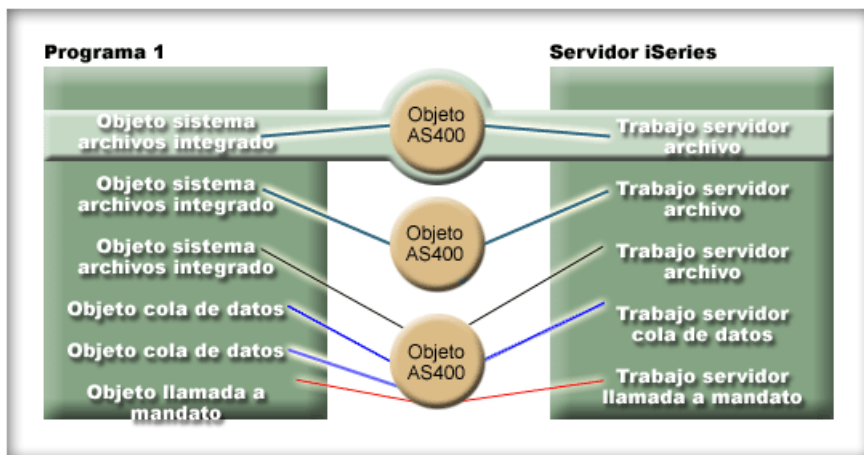 Programa 1
Servidor iSeries
Objeto sistema
archivos integrado
Objeto
AS400
Trabajo servidor
archivo
Objeto sistema
archivos integrado
Objeto
AS400
Trabajo servidor
archivo
Objeto sistema
archivos integrado
Trabajo servidor
archivo
Objeto cola de datos
Objeto cola de datos
Objeto llamada a
mandato
Objeto
AS400
Trabajo servidor
cola de datos
Trabajo servidor
llamada a mandato